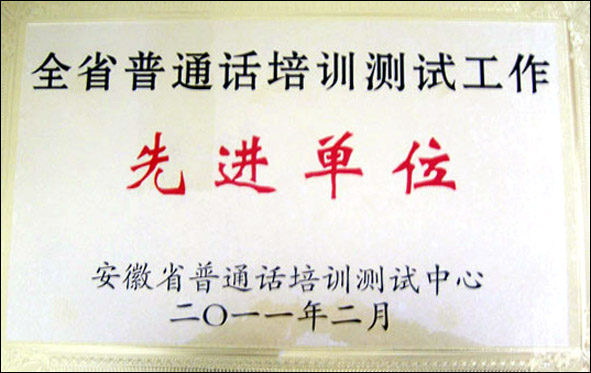 全省普通话培训测试工作
先进单位
安徽省普通话培训测试中心
二〇一一年二月